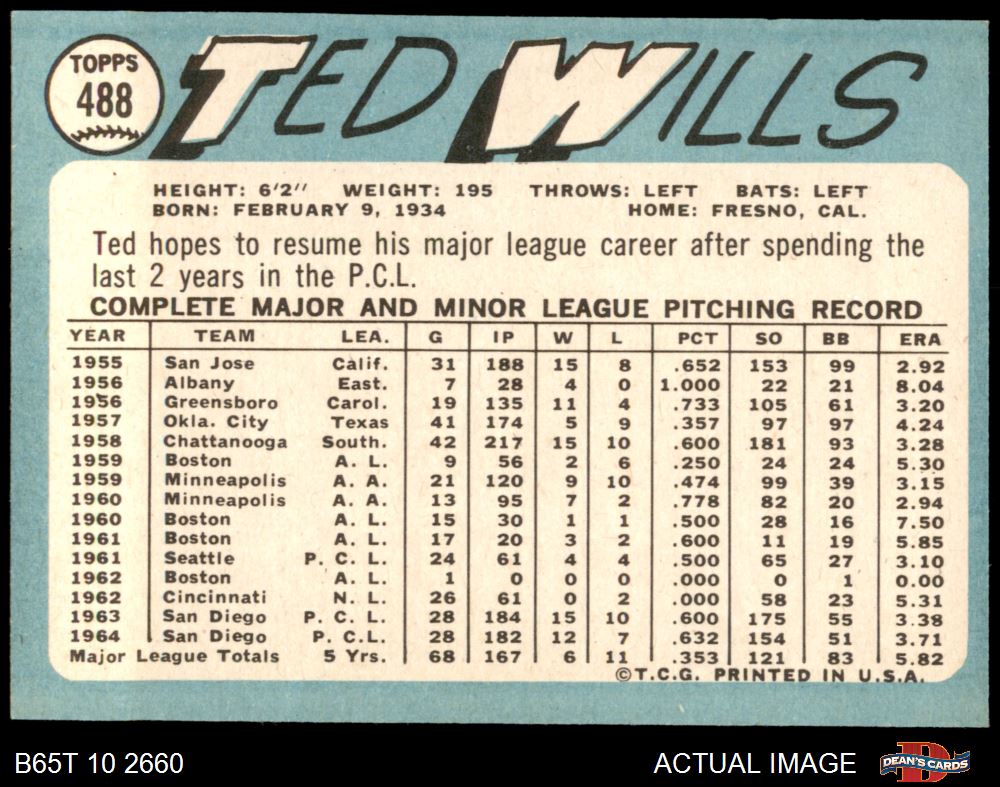 TOPPS
488
TED WILLS
HEIGHT: 6'2" WEIGHT: 195 THROWS: LEFT BATS: LEFT
BORN: FEBRUARY 9, 1934 HOME: FRESNO, CAL.
Ted hopes to resume his major league career after spending the
last 2 years in the P.C.L.
COMPLETE MAJOR AND MINOR LEAGUE PITCHING RECORD
YEAR TEAM LEA. G IP W L PCT SO BB ERA
1955 San Jose Calif. 31 188 15 8 .652 153 99 2.92
1956 Albany East. 7 28 4 0 1.000 22 21 8.04
1956 Greensboro Carol. 19 135 11 4 .733 105 61 3.20
1957 Okla. City Texas 41 174 5 9 .357 97 97 4.24
1958 Chattanooga South. 42 217 15 10 .600 181 93 3.28
1959 Boston A. L. 9 56 2 6 .250 24 24 5.30
1959 Minneapolis A. A. 21 120 9 10 .474 99 39 3.15
1960 Minneapolis A. A. 13 95 7 2 .778 82 20 2.94
1960 Boston A. L. 15 30 1 1 .500 28 16 7.50
1961 Boston A. L. 17 20 3 2 .600 11 19 5.85
1961 Seattle P. C. L. 24 61 4 4 .500 65 27 3.10
1962 Boston A. L. 1 0 0 0 .000 0 1 0.00
1962 Cincinnati N. L. 26 61 0 2 .000 58 23 5.31
1963 San Diego P. C. L. 28 184 15 10 .600 175 55 3.38
1964 San Diego P. C.L. 28 182 12 7 .632 154 51 3.71
Major League Totals 5 Yrs. 68 167 6 11 .353 121 83 5.82
©T.C.G. PRINTED IN U.S.A.
B65T 10 2660 ACTUAL IMAGE DEAN'S CARDS